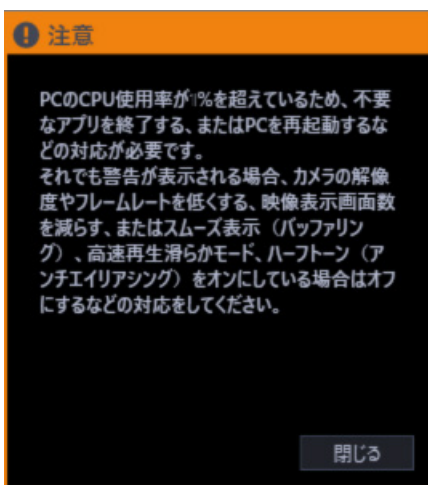 注意
PCのCPU使用率が1%を超えているため、不要
なアプリを終了する、またはPCを再起動するな
どの対応が必要です。
それでも警告が表示される場合、カメラの解像
度やフレームレートを低くする、映像表示画面数
を減らす、またはスムーズ表示（バッファリン
グ）、高速再生滑らかモード、ハーフトーン（ア
ンチエイリアシング）をオンにしている場合はオフ
にするなどの対応をしてください。
閉じる